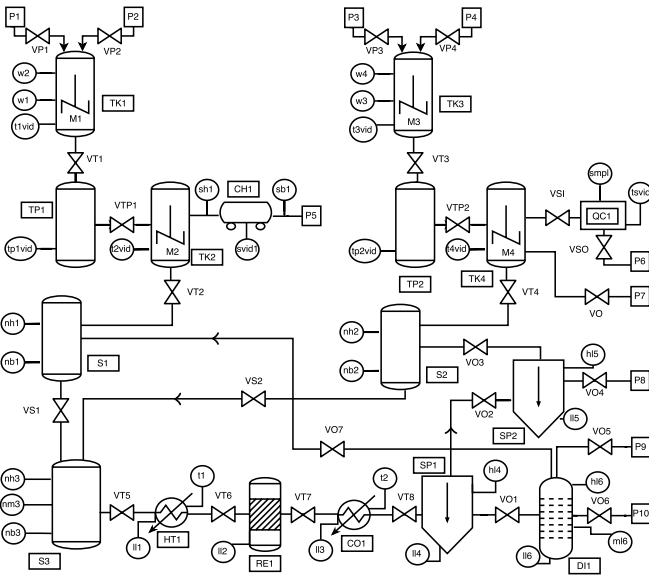 P1
P2
P3
P4
VP1
VP2
VP3
VP4
w2
w4
w1
TK1
w3
TK3
t1vid
M1
t3vid
M3
VT1
VT3
smpl
sh1
CH1
sb1
VSI
tsvid
TP1
VTP1
P5
VTP2
QC1
tp1vid
t2vid
M2
svid1
tp2vid
t4vid
M4
VSO
TK2
P6
TP2
TK4
VT2
VT4
VO
P7
nh1
nh2
nb1
S1
nb2
S2
VO3
hl5
VO4
P8
VS1
VS2
VO2
ll5
SP2
VO5
P9
VO7
SP1
nh3
t1
t2
hl4
hl6
nm3
VT5
VT6
VT7
VT8
VO1
VO6
P10
nb3
ll1
HT1
ll2
ll3
CO1
ll4
ll6
ml6
S3
RE1
DI1